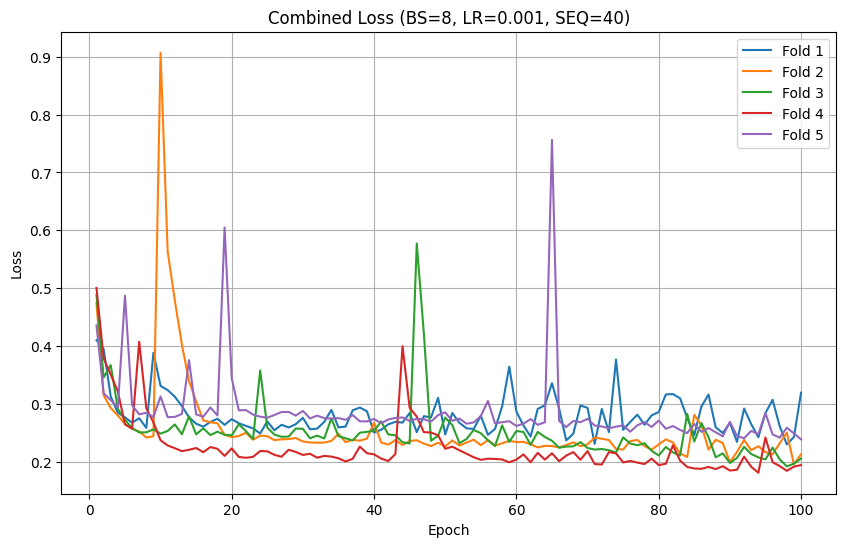 Combined Loss (BS=8, LR=0.001, SEQ=40)
Fold 1
Fold 2
Fold 3
Fold 4
Fold 5
Loss
0.9
0.8
0.7
0.6
0.5
0.4
0.3
0.2
0 20 40 60 80 100
Epoch